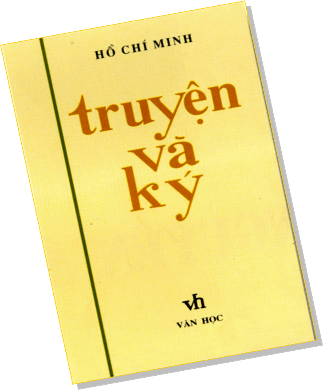 HỒ CHÍ MINH
truyện
và
ký
vh
VĂN HỌC